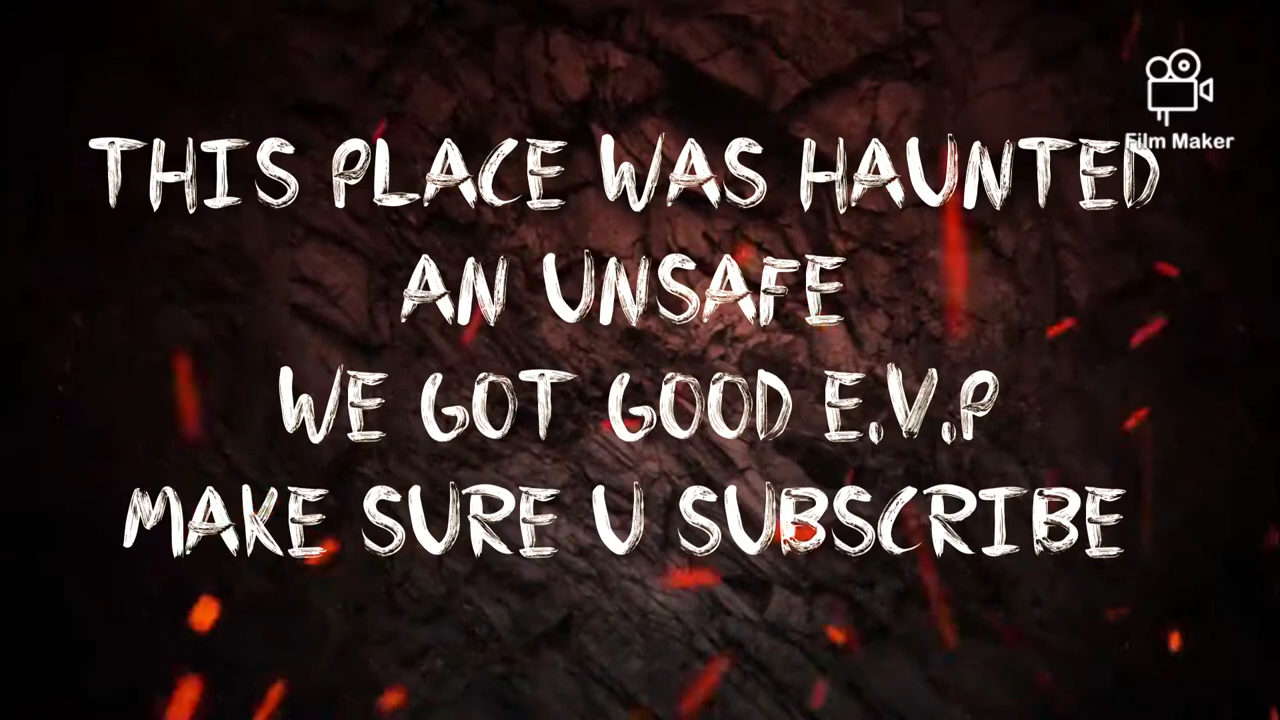 Film Maker
THIS PLACE WAS HAUNTED
AN UNSAFE
WE GOT GOOD E.V.P
MAKE SURE U SUBSCRIBE